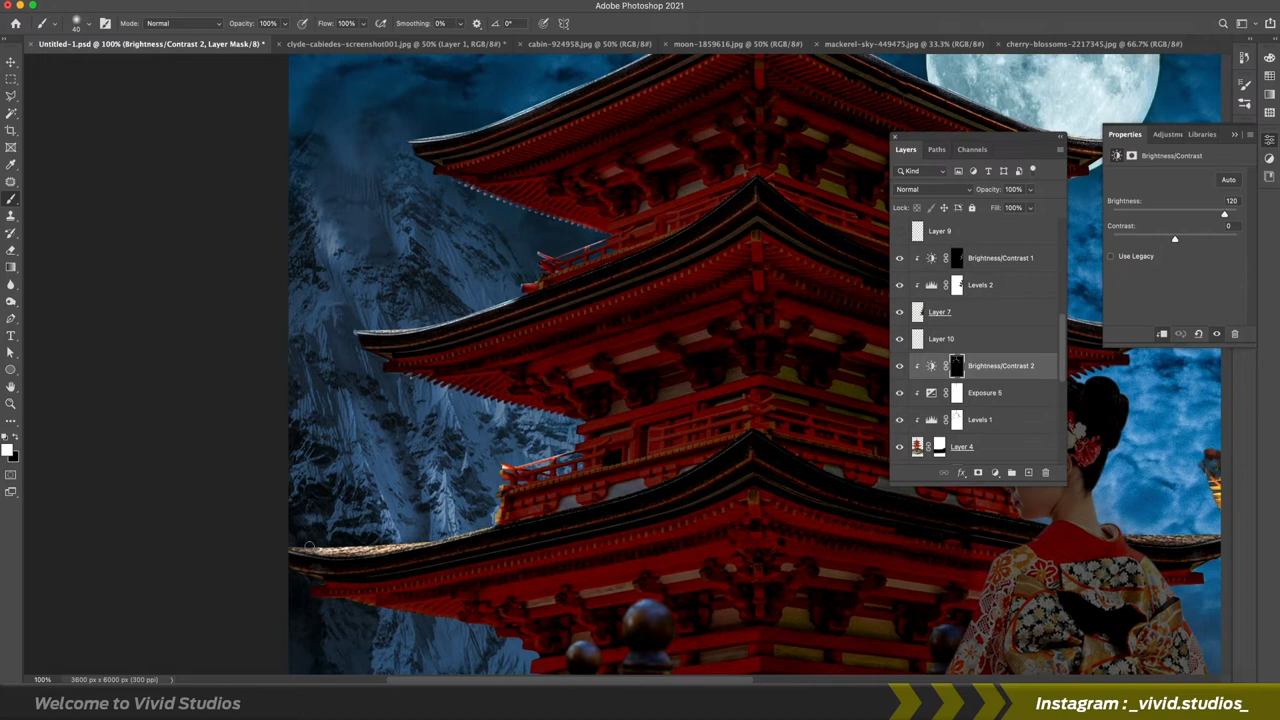 Adobe Photoshop 2021
Mode: Normal Opacity: 100% Flow: 100% Smoothing: 0% 0°
40
Untitled-1.psd @ 100% (Brightness/Contrast 2, Layer Mask/8) * clyde-cabiedes-screenshot001.jpg @ 50% (Layer 1, RGB/8#) * cabin-924958.jpg @ 50% (RGB/8#) moon-1859616.jpg @ 50% (RGB/8#) mackerel-sky-449475.jpg @ 33.3% (RGB/8#) cherry-blossoms-2217345.jpg @ 66.7% (RGB/8#)
Properties Adjustme Libraries
Brightness/Contrast
Auto
Brightness: 120
Contrast: 0
Use Legacy
Layers Paths Channels
Kind
Normal Opacity: 100%
Lock: Fill: 100%
Layer 9
Brightness/Contrast 1
Levels 2
Layer 7
Layer 10
Brightness/Contrast 2
Exposure 5
Levels 1
Layer 4
fx
100% 3600 px x 6000 px (300 ppi)
Welcome to Vivid Studios
Instagram : _vivid.studios_